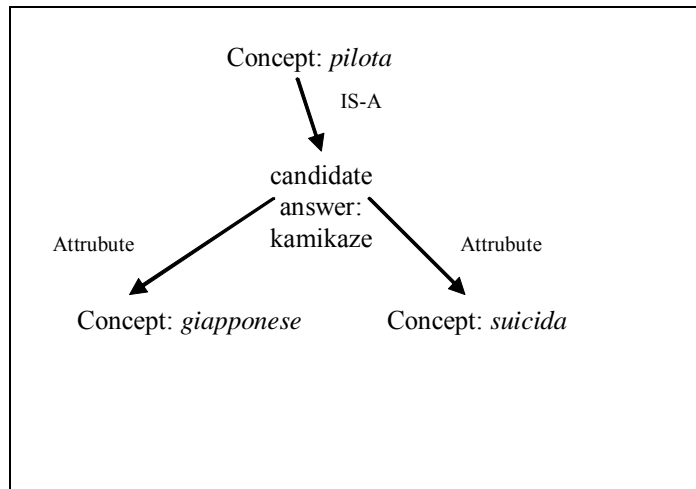 Concept: pilota
IS-A
candidate
answer:
kamikaze
Attrubute
Attrubute
Concept: giapponese
Concept: suicida